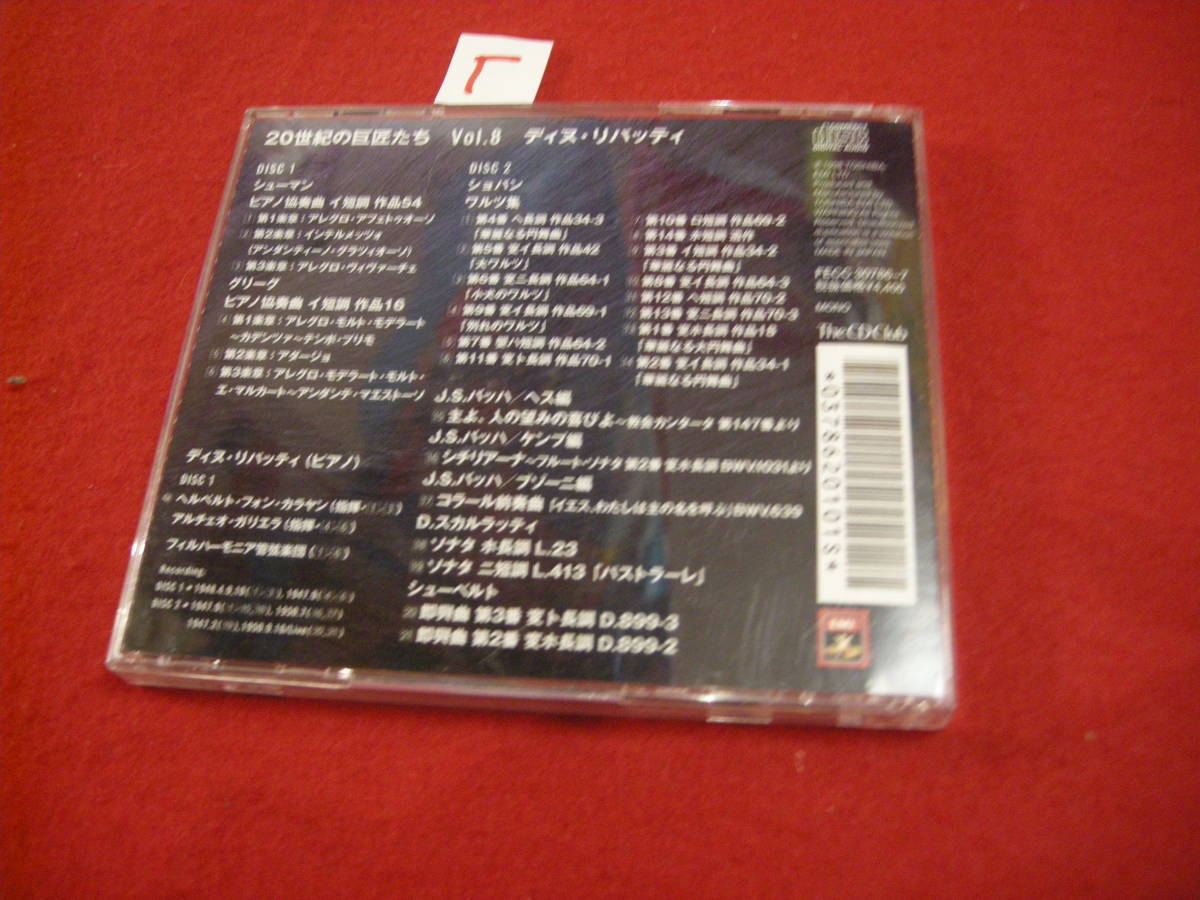 20世紀の巨匠たち Vol.8 ディヌ・リパッティ
DISC 1
シューマン
ピアノ協奏曲 イ短調 作品54
① 第1楽章：アレグロ・アフェトゥオーソ
② 第2楽章：インテルメッツォ
(アンダンティーノ・グラツィオーソ)
③ 第3楽章：アレグロ・ヴィヴァーチェ
グリーグ
ピアノ協奏曲 イ短調 作品16
④ 第1楽章：アレグロ・モルト・モデラート
～カデンツァ～テンポ・プリモ
⑤ 第2楽章：アダージョ
⑥ 第3楽章：アレグロ・モデラート・モルト・
エ・マルカート～アンダンテ・マエストーソ
ディヌ・リパッティ(ピアノ)
DISC 1
ヘルベルト・フォン・カラヤン(指揮・
アルチェオ・ガリエラ(指揮・
フィルハーモニア管弦楽団(
Recording:
DISC 2
ショパン
ワルツ集
① 第4番 ヘ長調 作品34-3
「華麗なる円舞曲」
② 第5番 変イ長調 作品42
「大ワルツ」
③ 第6番 変ニ長調 作品64-1
「小犬のワルツ」
④ 第9番 変イ長調 作品69-1
「別れのワルツ」
⑤ 第7番 嬰ハ短調 作品64-2
⑥ 第11番 変ト長調 作品70-1
⑦ 第10番 ロ短調 作品69-2
⑧ 第14番 ホ短調 遺作
⑨ 第3番 イ短調 作品34-2
「華麗なる円舞曲」
第8番 変イ長調 作品64-3
第12番 ヘ短調 作品70-2
第13番 変ニ長調 作品70-3
第1番 変ホ長調 作品18
「華麗なる大円舞曲」
第2番 変イ長調 作品34-1
「華麗なる円舞曲」
J.S.バッハ／ヘス編
主よ、人の望みの喜びよ～教会カンタータ 第147番より
J.S.バッハ／ケンプ編
シチリアーナ～フルート・ソナタ 第2番 変ホ長調 BWV.1031より
J.S.バッハ／ブゾーニ編
コラール前奏曲「イエス、わたしは主の名を呼ぶ」BWV.639
D.スカルラッティ
ソナタ ホ長調 L.23
ソナタ ニ短調 L.413「パストラーレ」
シューベルト
即興曲 第3番 変ト長調 D.899-3
即興曲 第2番 変ホ長調 D.899-2
MONO
The CD Club
*0378620101S*
EMI